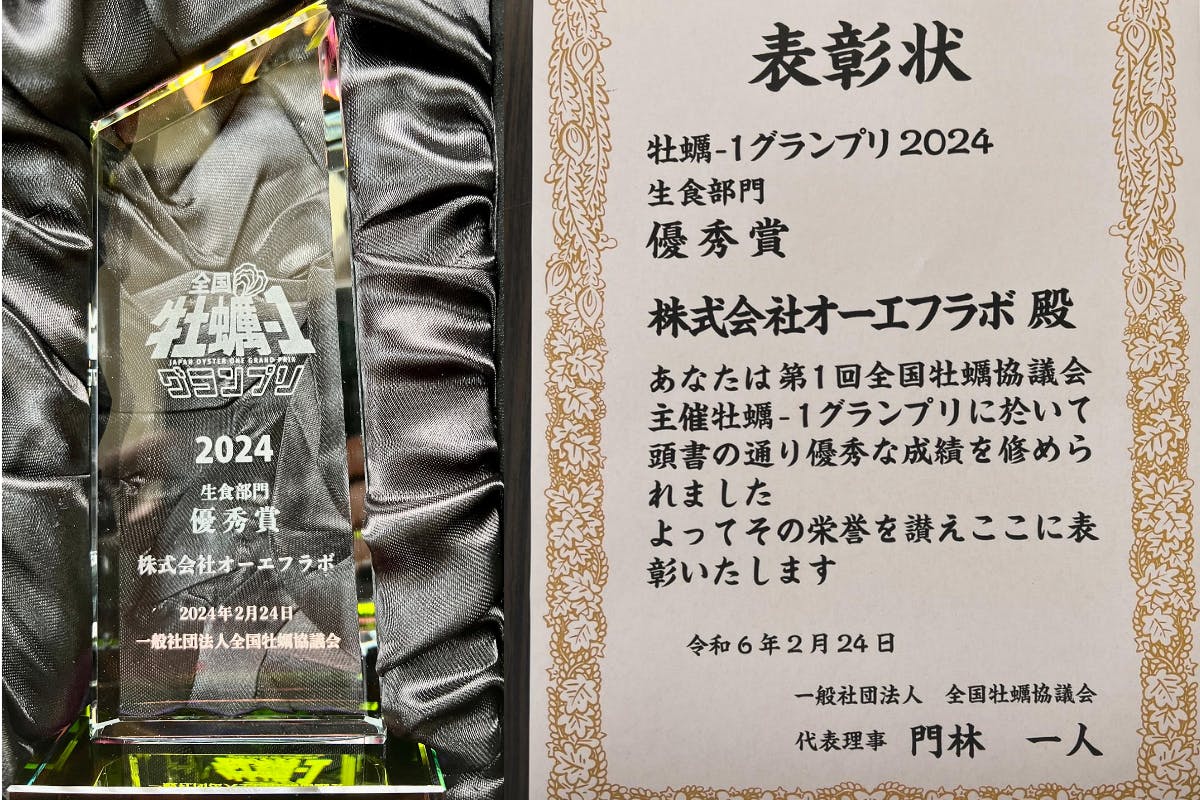 全国
牡蠣-1
JAPAN OYSTER ONE GRAND PRIX
グランプリ
2024
生食部門
優秀賞
株式会社オーエフラボ
2024年2月24日
一般社団法人全国牡蠣協議会
表彰状
牡蠣-1グランプリ2024
生食部門
優秀賞
株式会社オーエフラボ 殿
あなたは第1回全国牡蠣協議会
主催牡蠣-1グランプリに於いて
頭書の通り優秀な成績を修めら
れました
よってその栄誉を讃えここに表
彰いたします
令和6年2月24日
一般社団法人 全国牡蠣協議会
代表理事 門林 一人